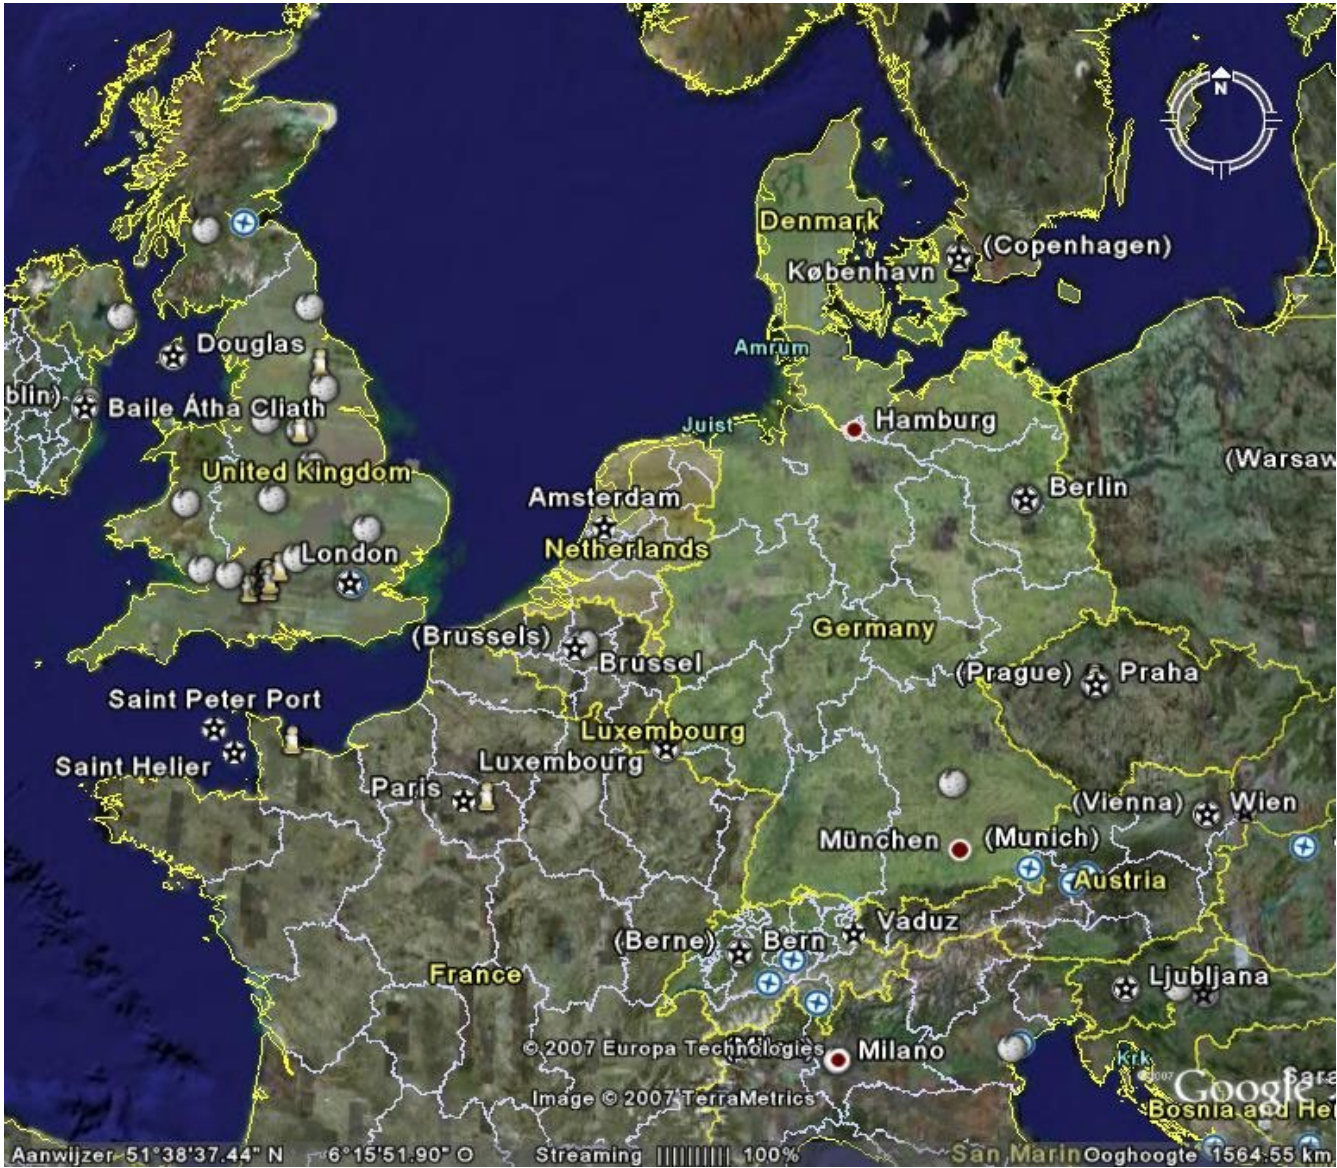 N
Denmark
(Copenhagen)
København
Douglas
Amrum
blin)
Baile Átha Cliath
Juist
Hamburg
United Kingdom
(Warsaw
Amsterdam
Berlin
London
Netherlands
Germany
(Brussels)
Brussel
(Prague)
Praha
Saint Peter Port
Luxembourg
Saint Helier
Luxembourg
Paris
(Vienna)
Wien
München
(Munich)
Austria
Vaduz
(Berne)
Bern
France
Ljubljana
© 2007 Europa Technologies
Milano
Krk
©2007
Google
Sara
Image © 2007 TerraMetrics
Bosnia and He
Aanwijzer 51°38'37.44" N 6°15'51.90" O Streaming |||||||||| 100% San Marin Ooghoogte 1564.55 km